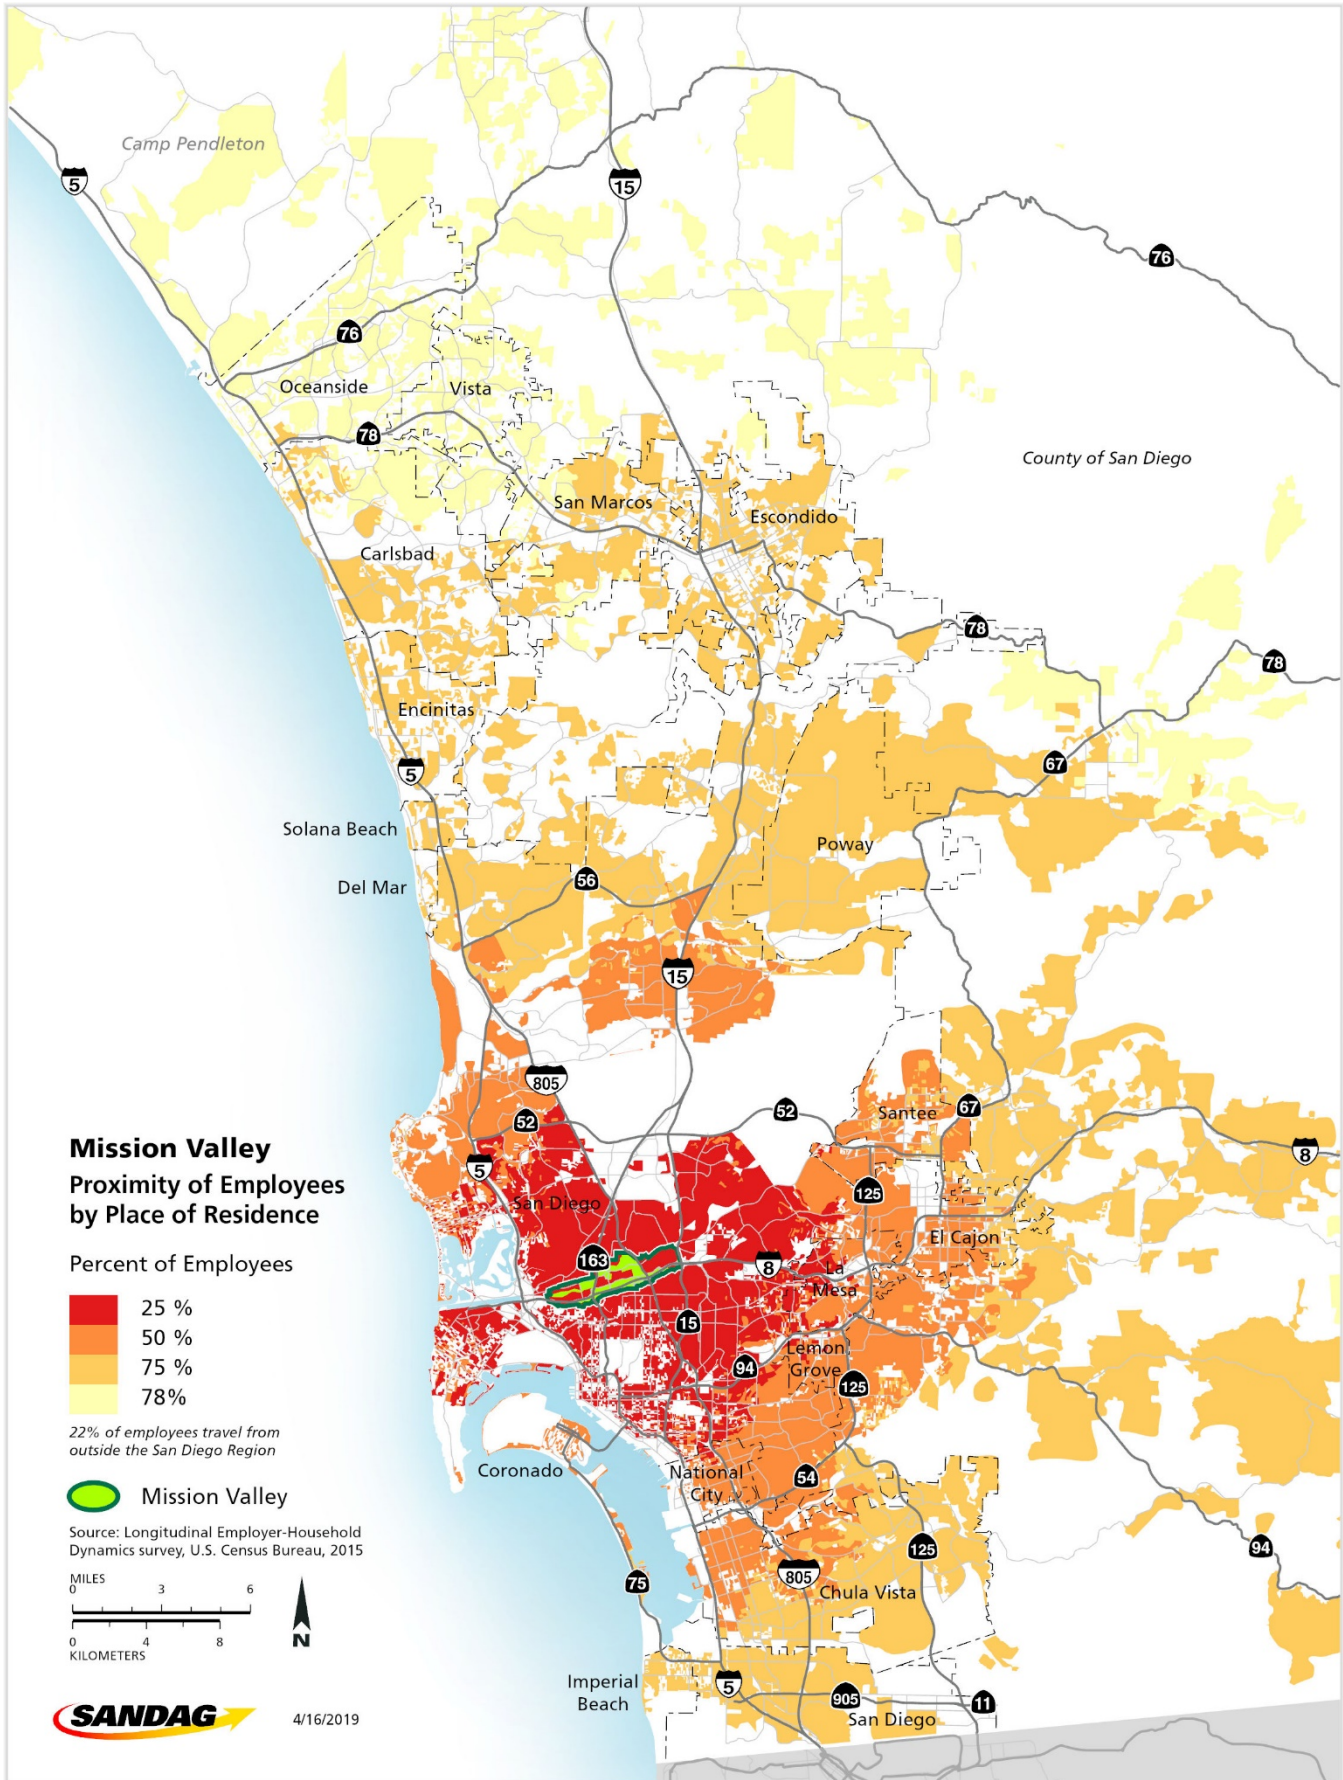 Camp Pendleton
5
15
76
76
Oceanside
Vista
78
County of San Diego
San Marcos
Escondido
Carlsbad
78
78
Encinitas
67
5
Solana Beach
Poway
56
Del Mar
15
805
52
52
Santee
67
8
5
125
San Diego
El Cajon
163
8
La
Mesa
15
Lemon
Grove
94
125
Coronado
National
City
54
125
94
805
75
Chula Vista
Imperial
Beach
5
905
11
San Diego
Mission Valley
Proximity of Employees
by Place of Residence
Percent of Employees
25 %
50 %
75 %
78%
22% of employees travel from
outside the San Diego Region
Mission Valley
Source: Longitudinal Employer-Household
Dynamics survey, U.S. Census Bureau, 2015
MILES
0 3 6
0 4 8
KILOMETERS
N
SANDAG
4/16/2019